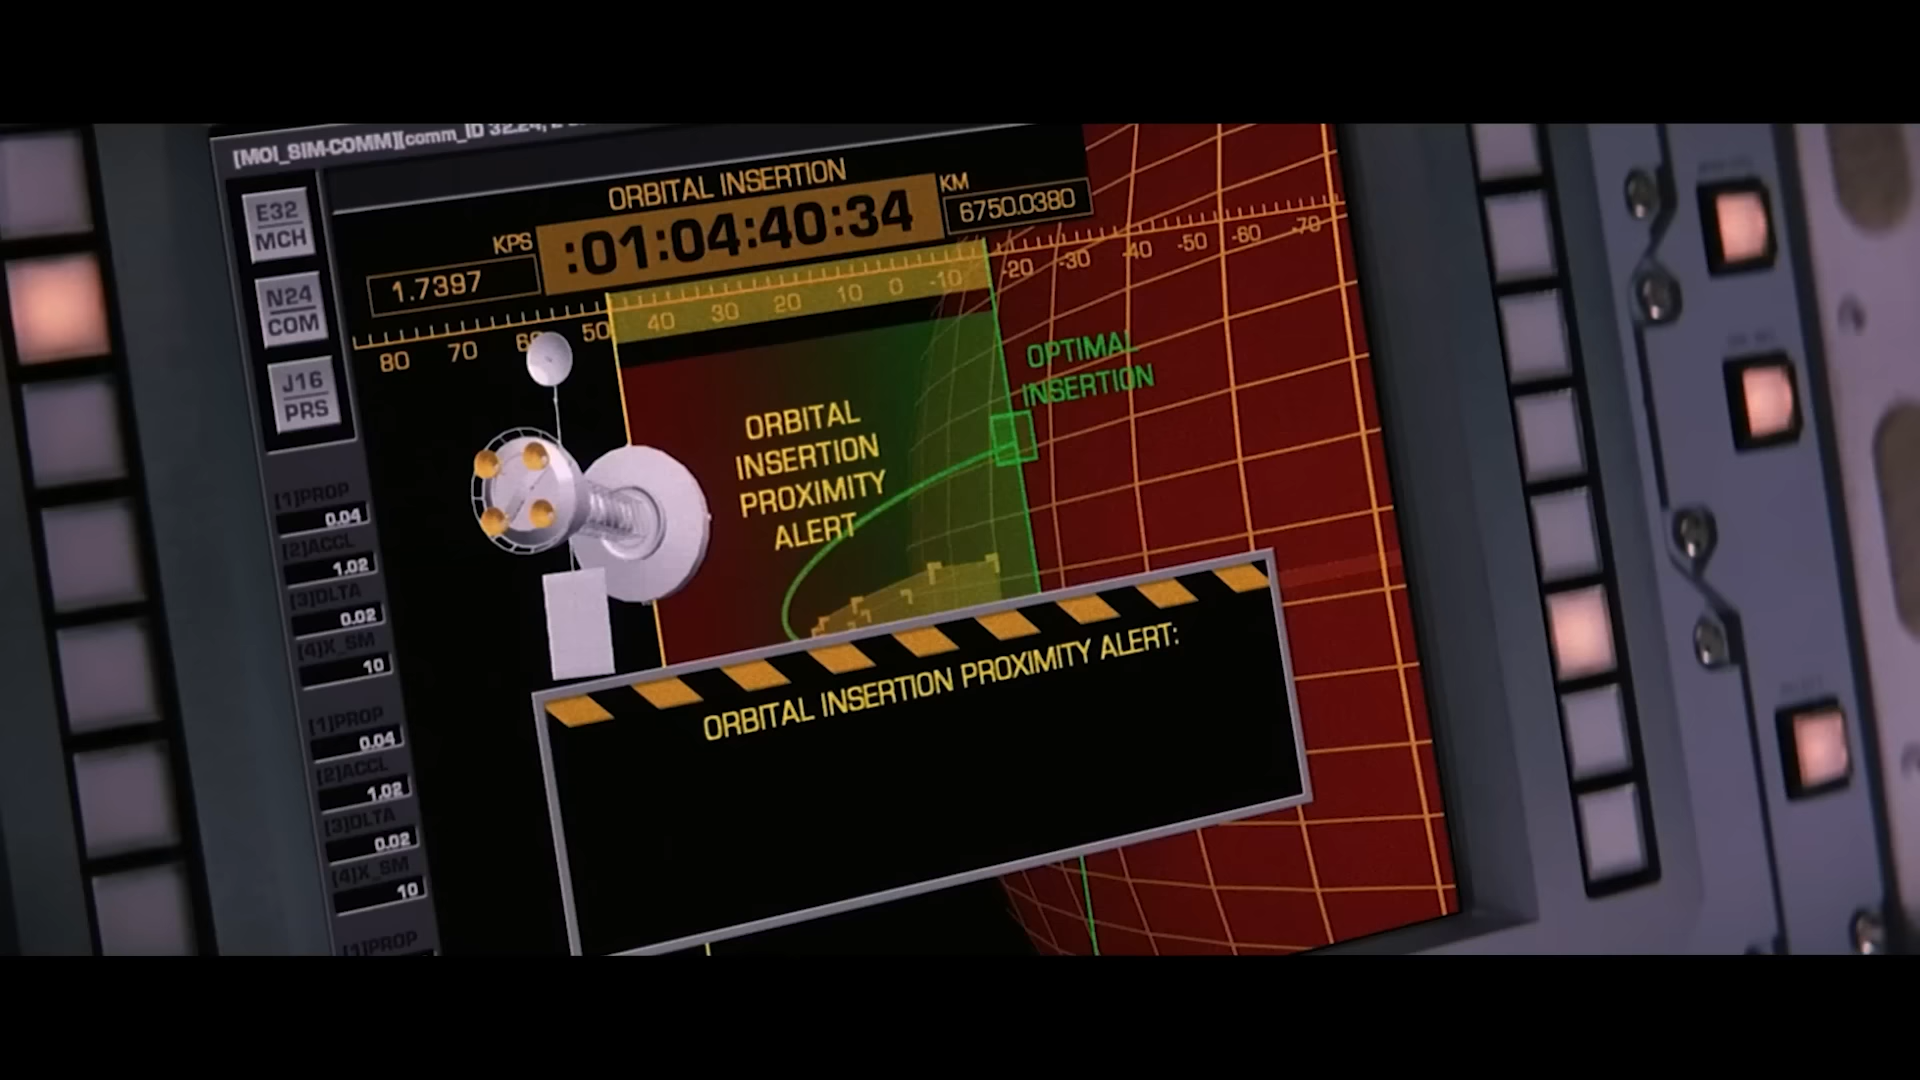 [MOI_SIM-COMM][comm_ID 32.24,
ORBITAL INSERTION
KPS
:01:04:40:34
KM
6750.0380
1.7397
80 70 50 40 30 20 10 0 -10 -20 -30 -40 -50 -60 -70
E32
MCH
N24
COM
J16
PRS
OPTIMAL
INSERTION
ORBITAL
INSERTION
PROXIMITY
ALERT
[1]PROP
0.04
[2]ACCL
1.02
[3]DLTA
0.02
[4]X_SM
10
ORBITAL INSERTION PROXIMITY ALERT:
[1]PROP
0.04
[2]ACCL
1.02
[3]DLTA
0.02
[4]X_SM
10
[1]PROP